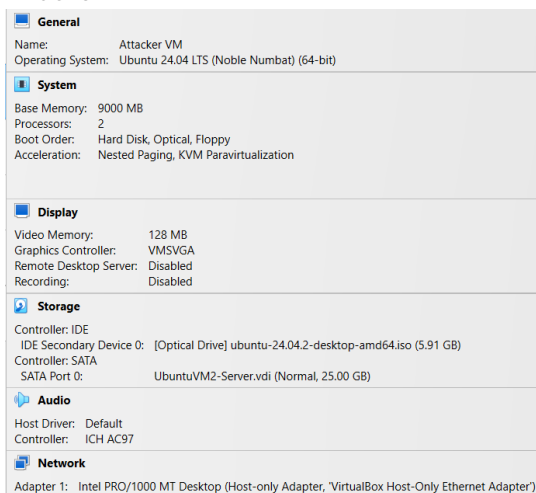 General
Name: Attacker VM
Operating System: Ubuntu 24.04 LTS (Noble Numbat) (64-bit)
System
Base Memory: 9000 MB
Processors: 2
Boot Order: Hard Disk, Optical, Floppy
Acceleration: Nested Paging, KVM Paravirtualization
Display
Video Memory: 128 MB
Graphics Controller: VMSVGA
Remote Desktop Server: Disabled
Recording: Disabled
Storage
Controller: IDE
IDE Secondary Device 0: [Optical Drive] ubuntu-24.04.2-desktop-amd64.iso (5.91 GB)
Controller: SATA
SATA Port 0: UbuntuVM2-Server.vdi (Normal, 25.00 GB)
Audio
Host Driver: Default
Controller: ICH AC97
Network
Adapter 1: Intel PRO/1000 MT Desktop (Host-only Adapter, 'VirtualBox Host-Only Ethernet Adapter')